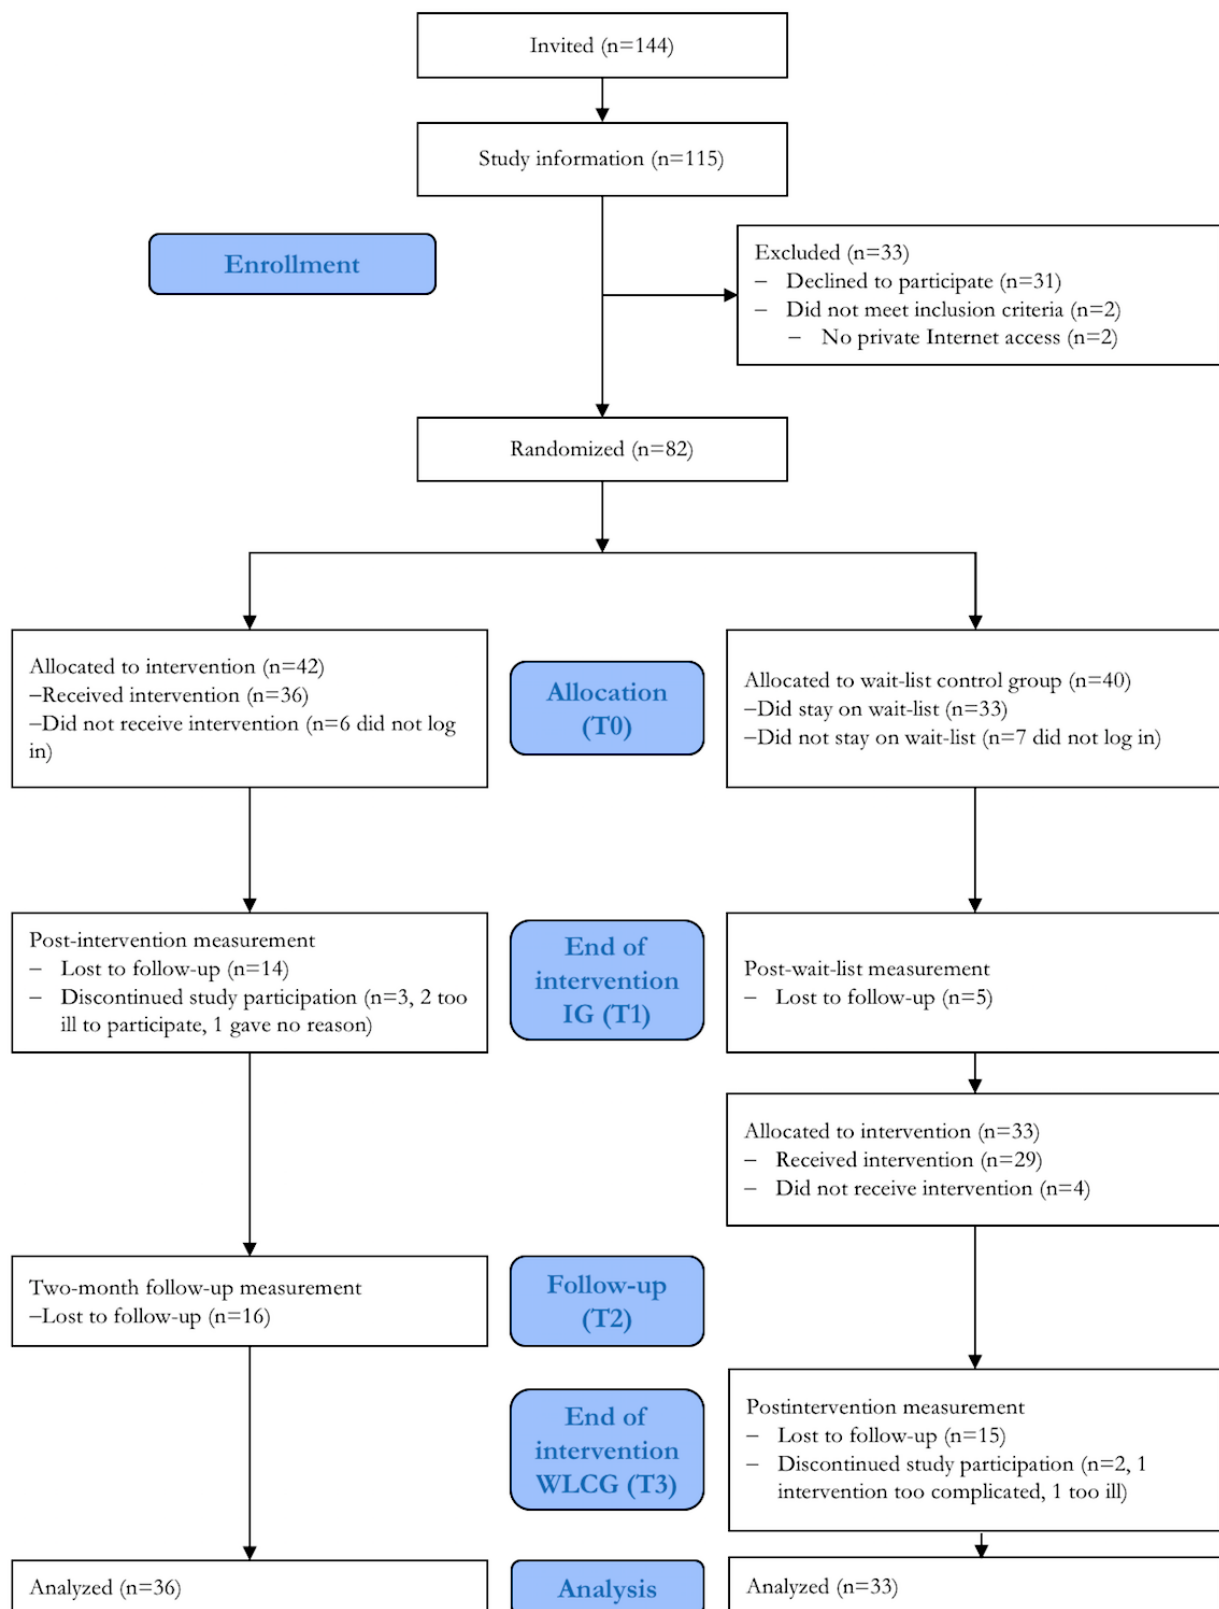 Invited (n=144)
Study information (n=115)
Enrollment
Excluded (n=33)
– Declined to participate (n=31)
– Did not meet inclusion criteria (n=2)
– No private Internet access (n=2)
Randomized (n=82)
Allocated to intervention (n=42)
–Received intervention (n=36)
–Did not receive intervention (n=6 did not log
in)
Allocation
(T0)
Allocated to wait-list control group (n=40)
–Did stay on wait-list (n=33)
–Did not stay on wait-list (n=7 did not log in)
Post-intervention measurement
– Lost to follow-up (n=14)
– Discontinued study participation (n=3, 2 too
ill to participate, 1 gave no reason)
End of
intervention
IG (T1)
Post-wait-list measurement
– Lost to follow-up (n=5)
Allocated to intervention (n=33)
– Received intervention (n=29)
– Did not receive intervention (n=4)
Two-month follow-up measurement
–Lost to follow-up (n=16)
Follow-up
(T2)
End of
intervention
WLCG (T3)
Postintervention measurement
– Lost to follow-up (n=15)
– Discontinued study participation (n=2, 1
intervention too complicated, 1 too ill)
Analyzed (n=36)
Analysis
Analyzed (n=33)